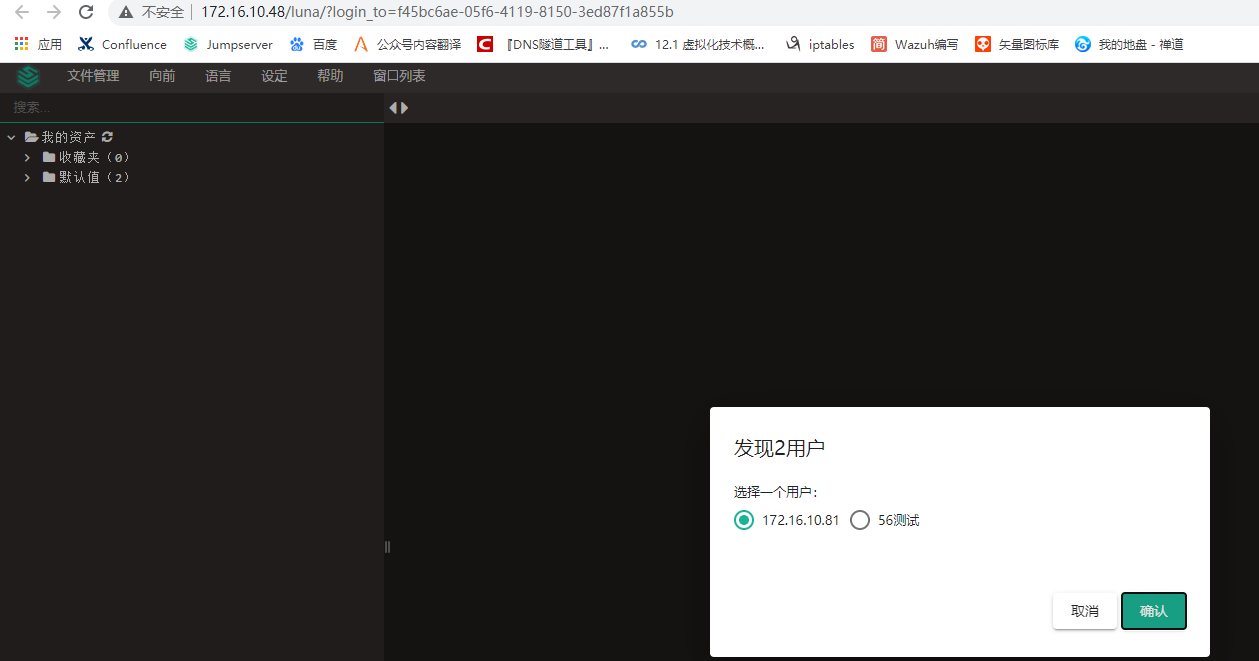 不安全 172.16.10.48/luna/?login_to=f45bc6ae-05f6-4119-8150-3ed87f1a855b
应用 Confluence Jumpserver 百度 公众号内容翻译 『DNS隧道工具』... 12.1 虚拟化技术概... iptables 简 Wazuh编写 矢量图标库 我的地盘 - 禅道
文件管理 向前 语言 设定 帮助 窗口列表
搜索...
我的资产
收藏夹（0）
默认值（2）
发现2用户
选择一个用户：
172.16.10.81 56测试
取消 确认